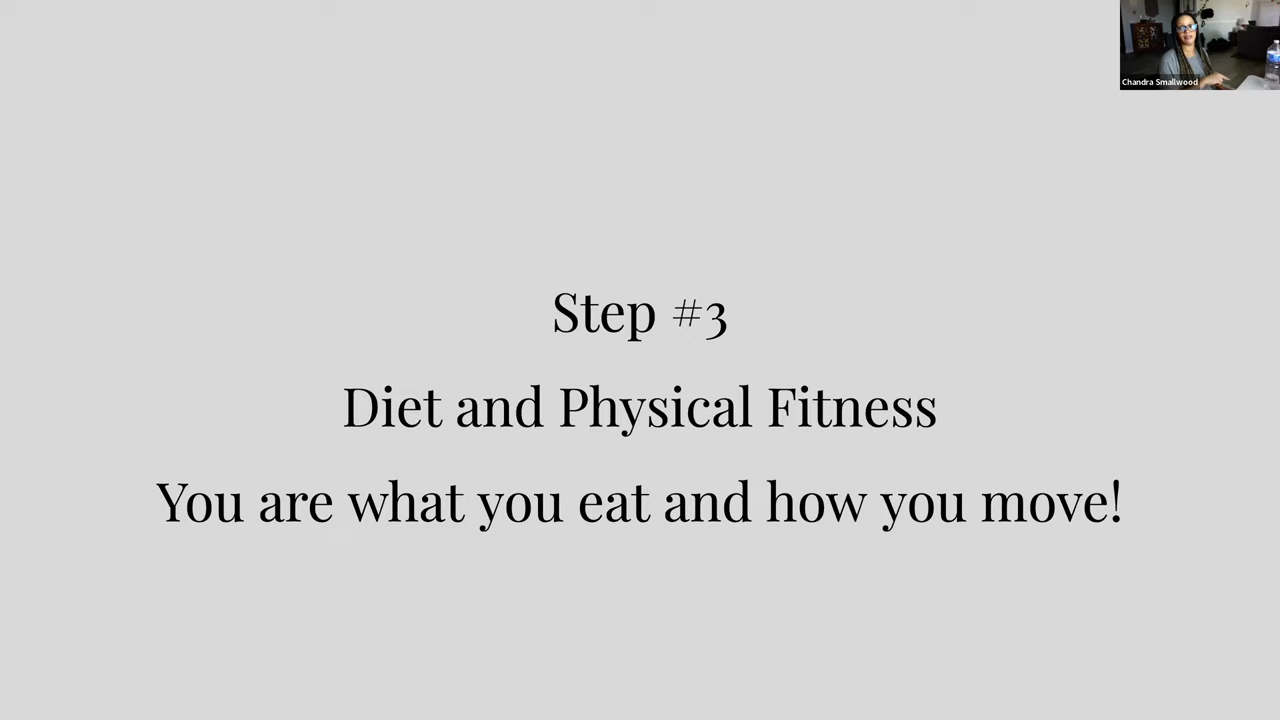 Chandra Smallwood
Step #3
Diet and Physical Fitness
You are what you eat and how you move!